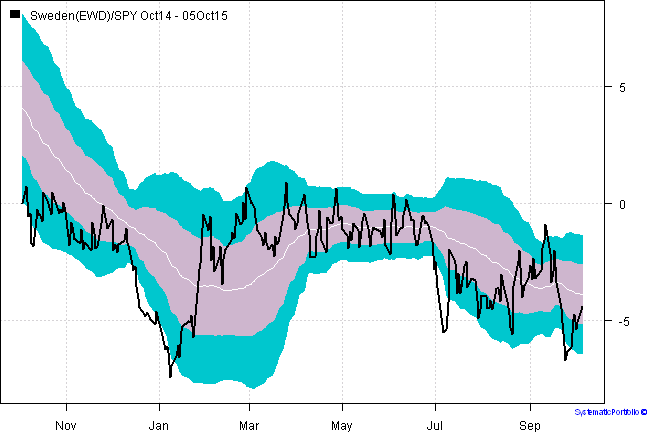 Sweden(EWD)/SPY Oct14 - 05Oct15
5
0
-5
Nov Jan Mar May Jul Sep
SystematicPortfolio ©